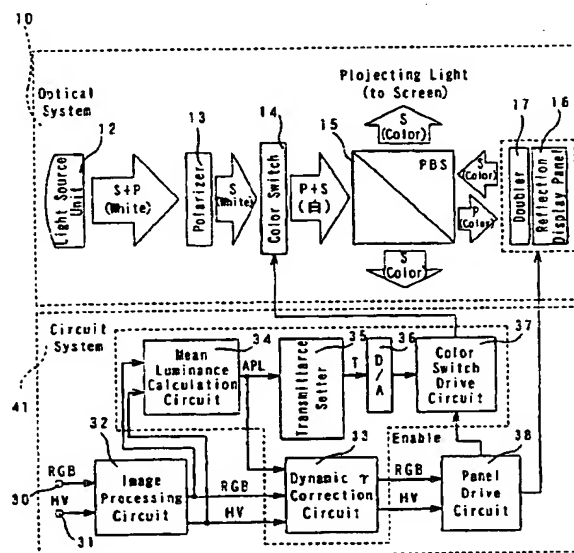 10
Optical System
Light Source Unit
12
S+P (White)
13
Polarizer
S (White)
14
Color Switch
P+S (白)
15
PBS
Plojecting Light (to Screen)
S (Color)
S (Color)
S (Color)
P (Color)
17
Doubler
16
Reflection Display Panel
Circuit System
41
34
Mean Luminance Calculation Circuit
APL
35
Transmittance Setter
T
36
D/A
37
Color Switch Drive Circuit
Enable
30
RGB
HV
31
32
Image Processing Circuit
RGB
HV
33
Dynamic γ Correction Circuit
RGB
HV
38
Panel Drive Circuit